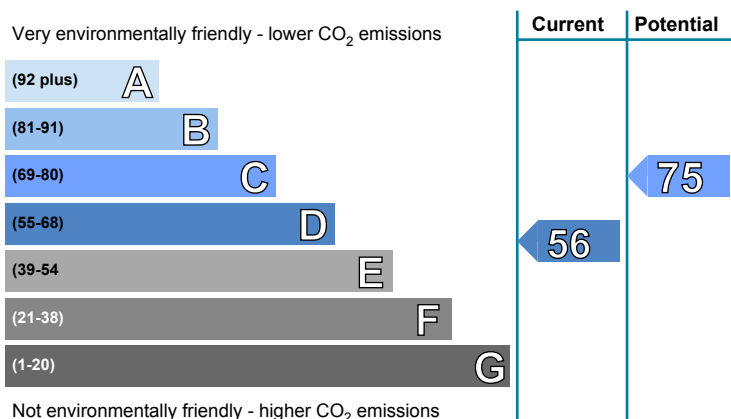 Very environmentally friendly - lower CO₂ emissions
Current
Potential
(92 plus) A
(81-91) B
(69-80) C
75
(55-68) D
56
(39-54 E
(21-38) F
(1-20) G
Not environmentally friendly - higher CO₂ emissions